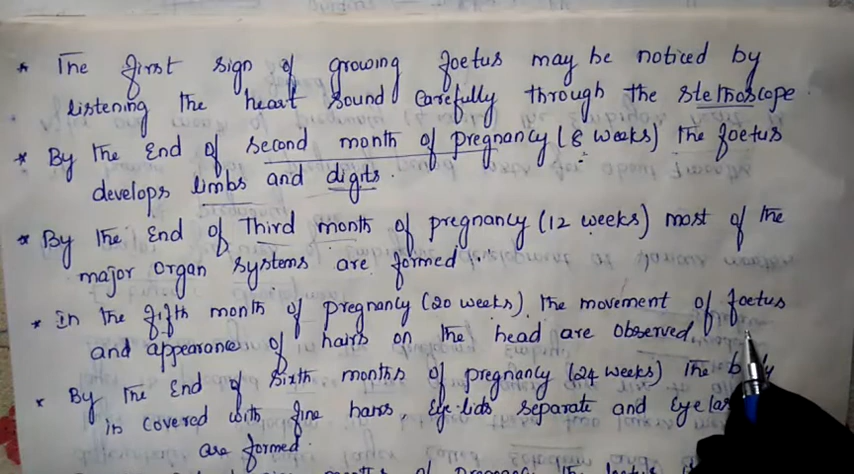 * The first sign of growing foetus may be noticed by
listening the heart sound carefully through the stethoscope.
* By the End of second month of pregnancy (8 weeks) the foetus
develops limbs and digits.
* By the End of Third month of pregnancy (12 weeks) most of the
major organ systems are formed.
* In the fifth month of pregnancy (20 weeks), the movement of foetus
and appearance of hairs on the head are observed
* By the End of Sixth months of pregnancy (24 weeks) The
in covered with fine hairs, Eye-lids separate and
are formed.
of